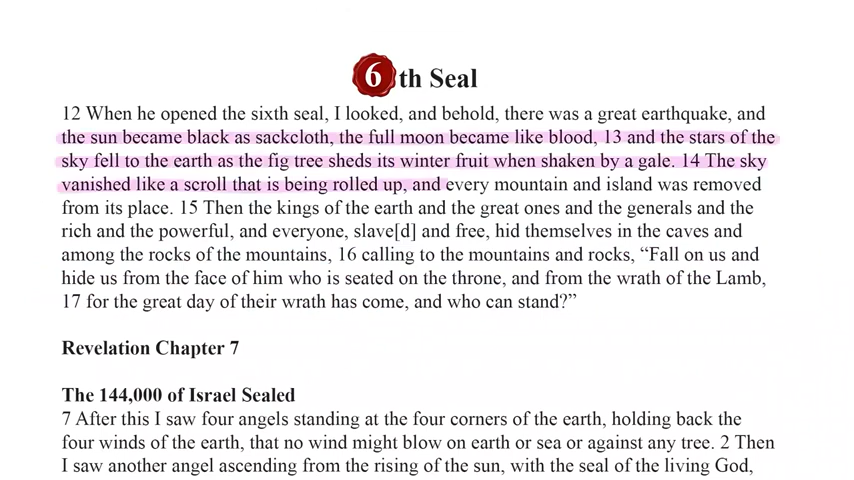 6th Seal
12 When he opened the sixth seal, I looked, and behold, there was a great earthquake, and
the sun became black as sackcloth, the full moon became like blood, 13 and the stars of the
sky fell to the earth as the fig tree sheds its winter fruit when shaken by a gale. 14 The sky
vanished like a scroll that is being rolled up, and every mountain and island was removed
from its place. 15 Then the kings of the earth and the great ones and the generals and the
rich and the powerful, and everyone, slave[d] and free, hid themselves in the caves and
among the rocks of the mountains, 16 calling to the mountains and rocks, “Fall on us and
hide us from the face of him who is seated on the throne, and from the wrath of the Lamb,
17 for the great day of their wrath has come, and who can stand?”
Revelation Chapter 7
The 144,000 of Israel Sealed
7 After this I saw four angels standing at the four corners of the earth, holding back the
four winds of the earth, that no wind might blow on earth or sea or against any tree. 2 Then
I saw another angel ascending from the rising of the sun, with the seal of the living God,